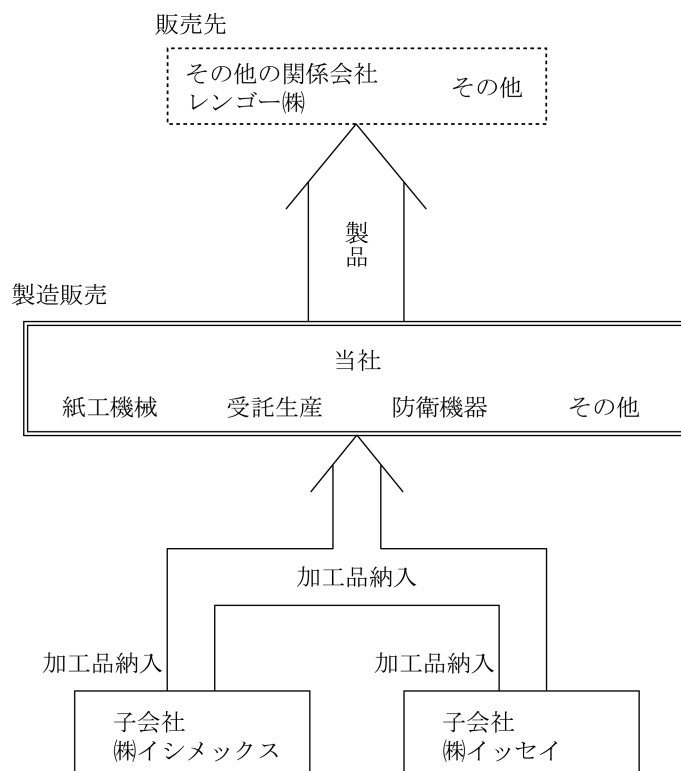 販売先
その他の関係会社
レンゴー㈱
その他
製品
製造販売
当社
紙工機械 受託生産 防衛機器 その他
加工品納入
加工品納入 加工品納入
子会社
㈱イシメックス
子会社
㈱イッセイ